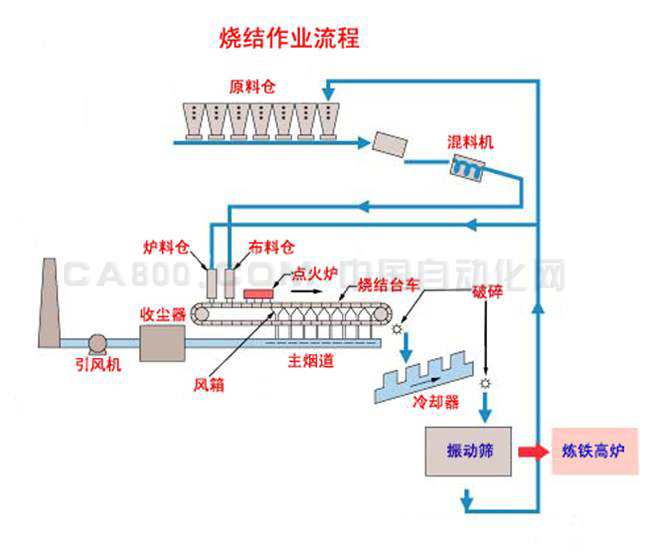 烧结作业流程
原料仓
混料机
炉料仓
布料仓
点火炉
烧结台车
破碎
CA800.COM 中国自动化网
收尘器
引风机
主烟道
风箱
冷却器
振动筛
炼铁高炉